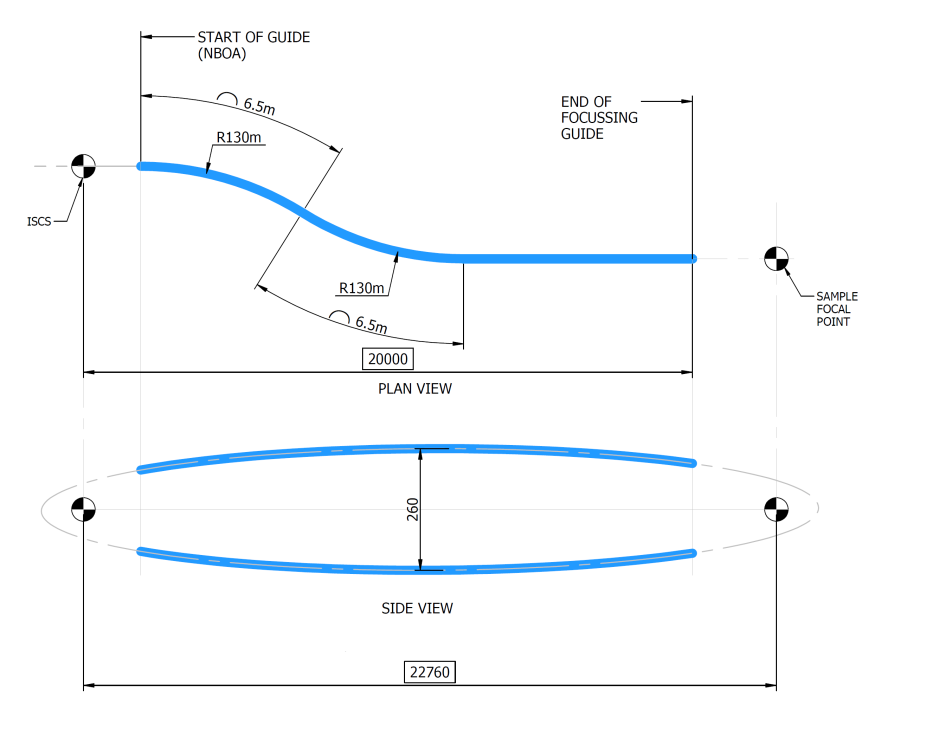 START OF GUIDE
(NBOA)
6.5m
END OF
FOCUSSING
GUIDE
R130m
ISCS
R130m
SAMPLE
FOCAL
POINT
6.5m
20000
PLAN VIEW
260
SIDE VIEW
22760